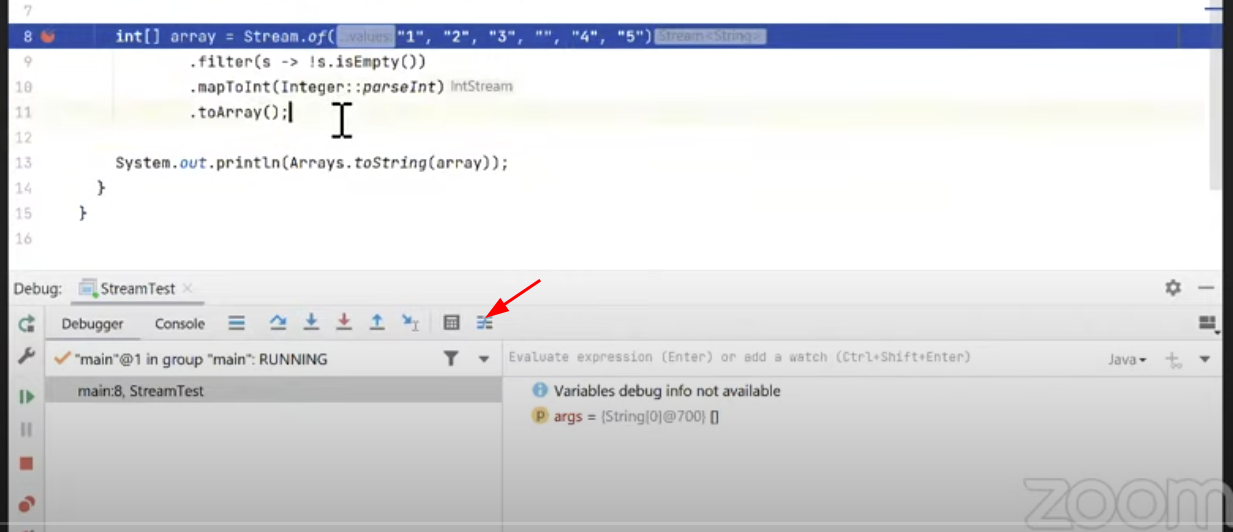 7
8 int[] array = Stream.of( ...values: "1", "2", "3", "", "4", "5") Stream<String>
9 .filter(s -> !s.isEmpty())
10 .mapToInt(Integer::parseInt) IntStream
11 .toArray();
12
13 System.out.println(Arrays.toString(array));
14 }
15 }
16
Debug: StreamTest
Debugger Console
"main"@1 in group "main": RUNNING
Evaluate expression (Enter) or add a watch (Ctrl+Shift+Enter) Java
main:8, StreamTest
Variables debug info not available
P args = {String[0]@700} []
zoom